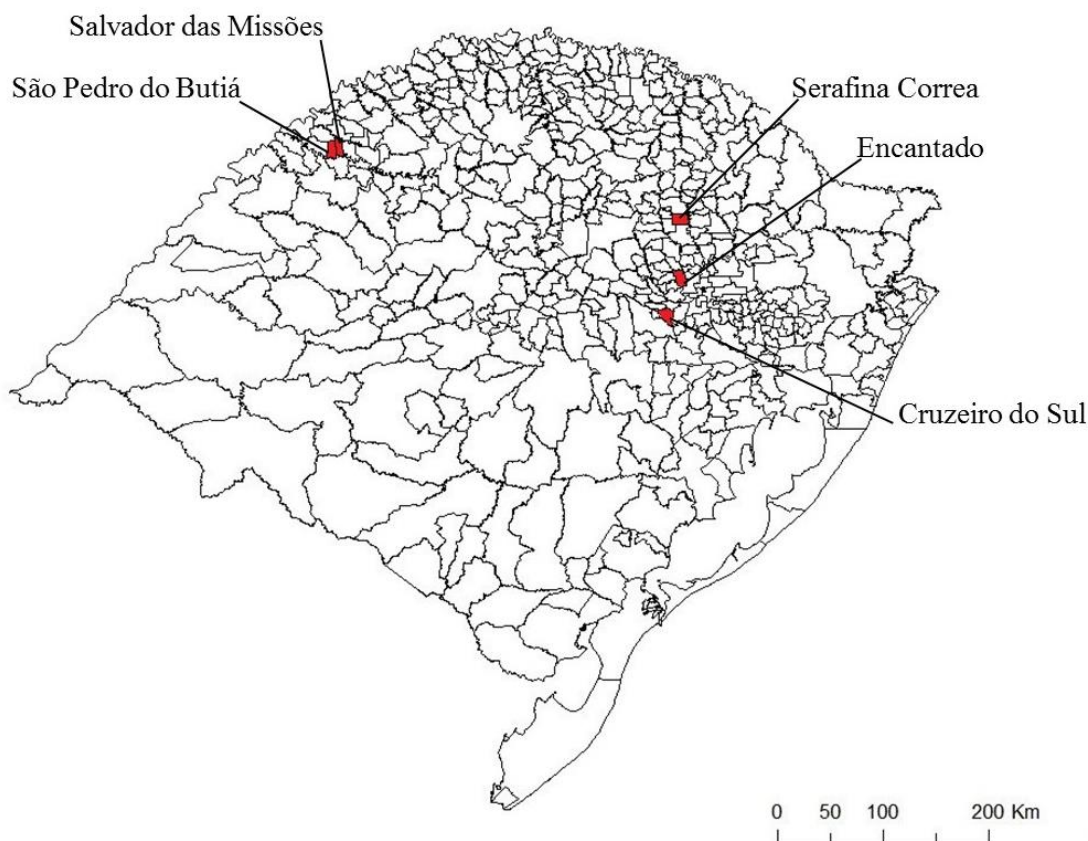 Salvador das Missões
São Pedro do Butiá
Serafina Correa
Encantado
Cruzeiro do Sul
0 50 100 200 Km